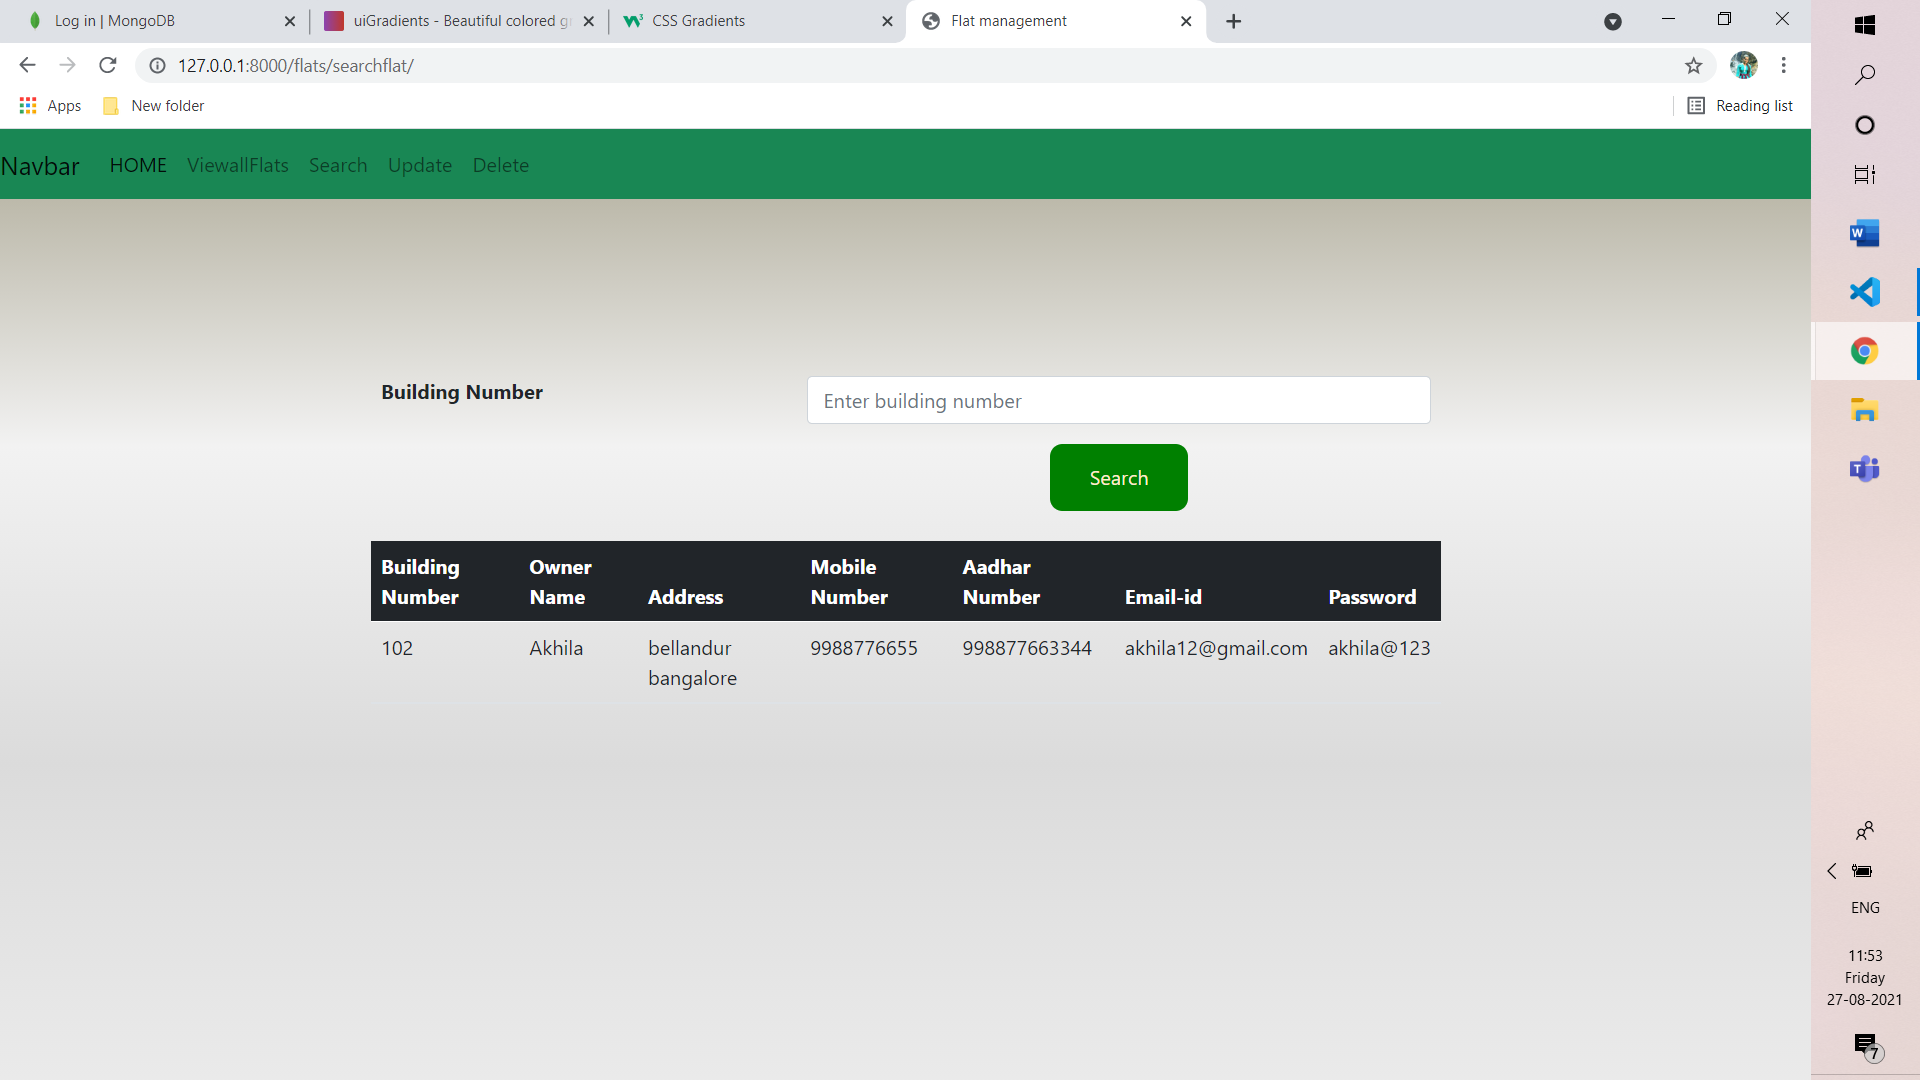 Log in | MongoDB
uiGradients - Beautiful colored g
CSS Gradients
Flat management
127.0.0.1:8000/flats/searchflat/
Apps
New folder
Reading list
Navbar HOME ViewallFlats Search Update Delete
Building Number
Enter building number
Search
Building Number Owner Name Address Mobile Number Aadhar Number Email-id Password
102 Akhila bellandur bangalore 9988776655 998877663344 akhila12@gmail.com akhila@123
ENG
11:53
Friday
27-08-2021
7